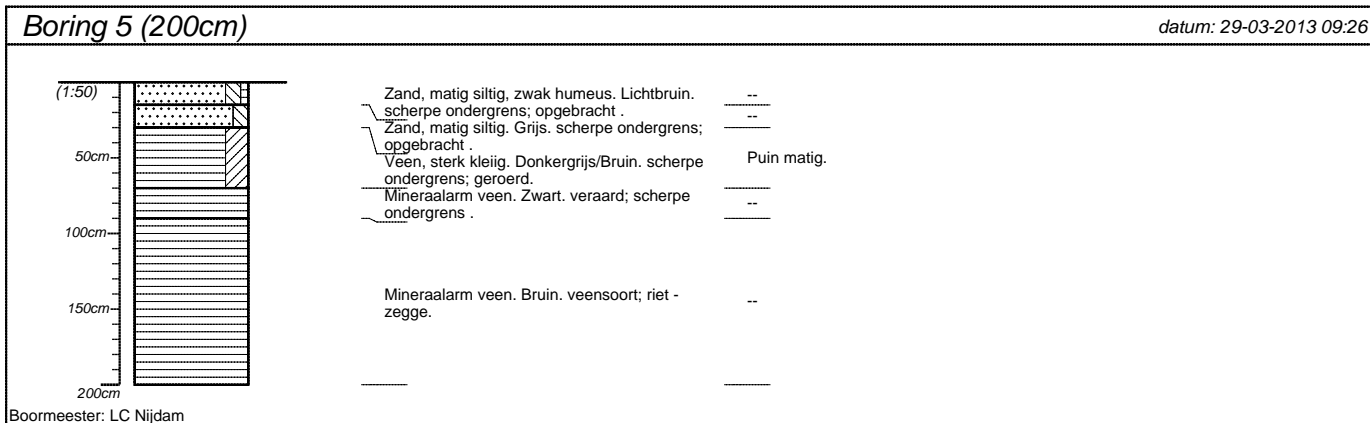 Boring 5 (200cm)
datum: 29-03-2013 09:26
(1:50)
50cm
100cm
150cm
200cm
Zand, matig siltig, zwak humeus. Lichtbruin.
scherpe ondergrens; opgebracht .
Zand, matig siltig. Grijs. scherpe ondergrens;
opgebracht .
Veen, sterk kleiig. Donkergrijs/Bruin. scherpe
ondergrens; geroerd.
Mineraalarm veen. Zwart. veraard; scherpe
ondergrens .
Mineraalarm veen. Bruin. veensoort; riet -
zegge.
--
--
Puin matig.
--
--
Boormeester: LC Nijdam